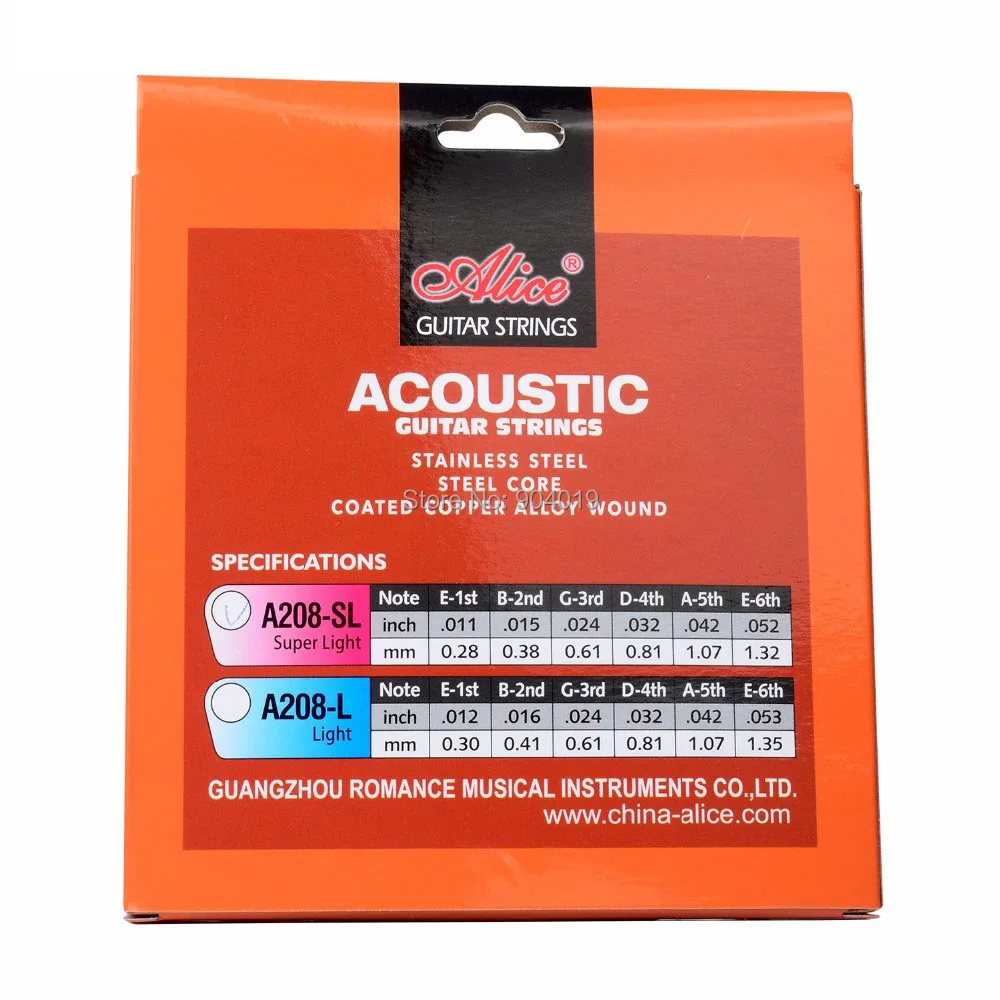 Alice®
GUITAR STRINGS
ACOUSTIC
GUITAR STRINGS
STAINLESS STEEL
STEEL CORE
Store No: 904019
COATED COPPER ALLOY WOUND
SPECIFICATIONS
A208-SL
Super Light
Note E-1st B-2nd G-3rd D-4th A-5th E-6th
inch .011 .015 .024 .032 .042 .052
mm 0.28 0.38 0.61 0.81 1.07 1.32
A208-L
Light
Note E-1st B-2nd G-3rd D-4th A-5th E-6th
inch .012 .016 .024 .032 .042 .053
mm 0.30 0.41 0.61 0.81 1.07 1.35
GUANGZHOU ROMANCE MUSICAL INSTRUMENTS CO.,LTD.
www.china-alice.com